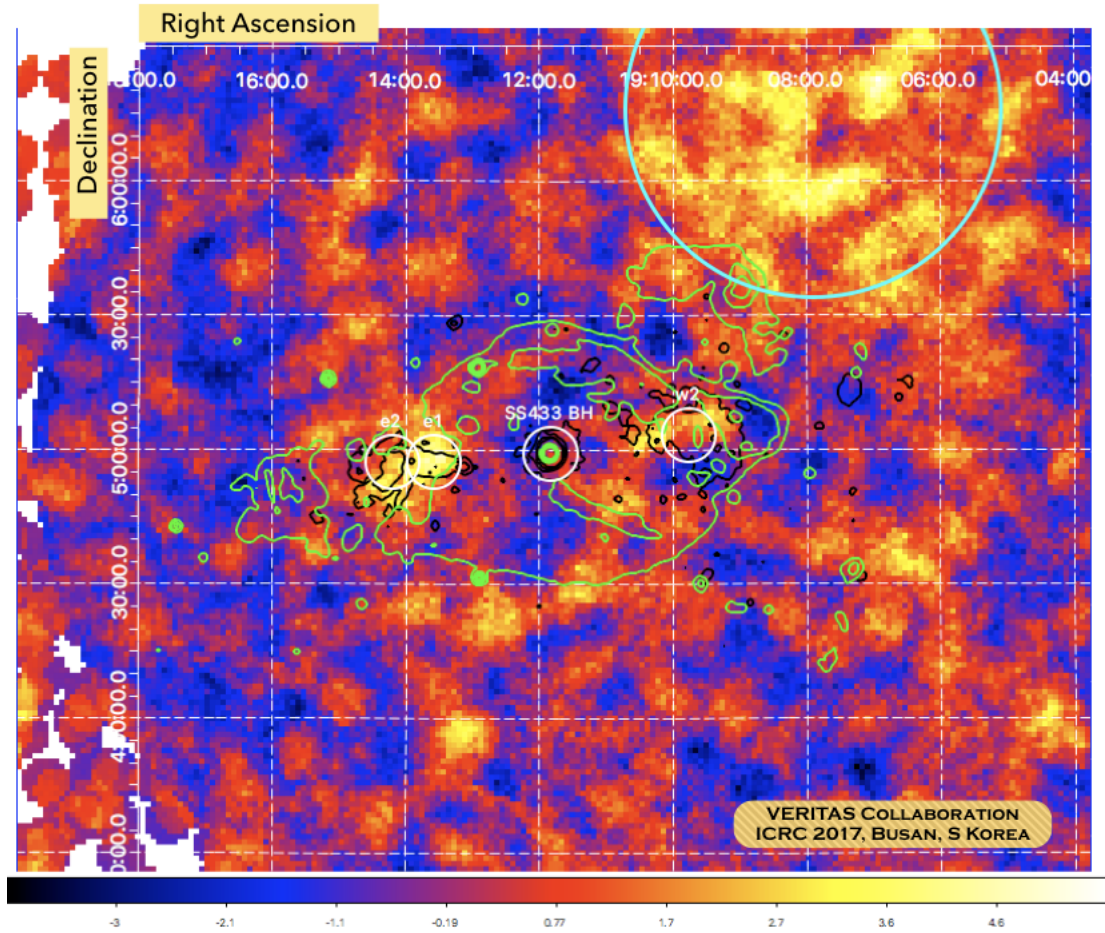 Right Ascension
Declination
8:00.0 16:00.0 14:00.0 12:00.0 19:10:00.0 08:00.0 06:00.0 04:00
6:00:00.0
30:00.0
5:00:00.0
30:00.0
4:00:00.0
0:00.0
e2 e1 SS433 BH w2
VERITAS COLLABORATION
ICRC 2017, BUSAN, S KOREA
-3 -2.1 -1.1 -0.19 0.77 1.7 2.7 3.6 4.6